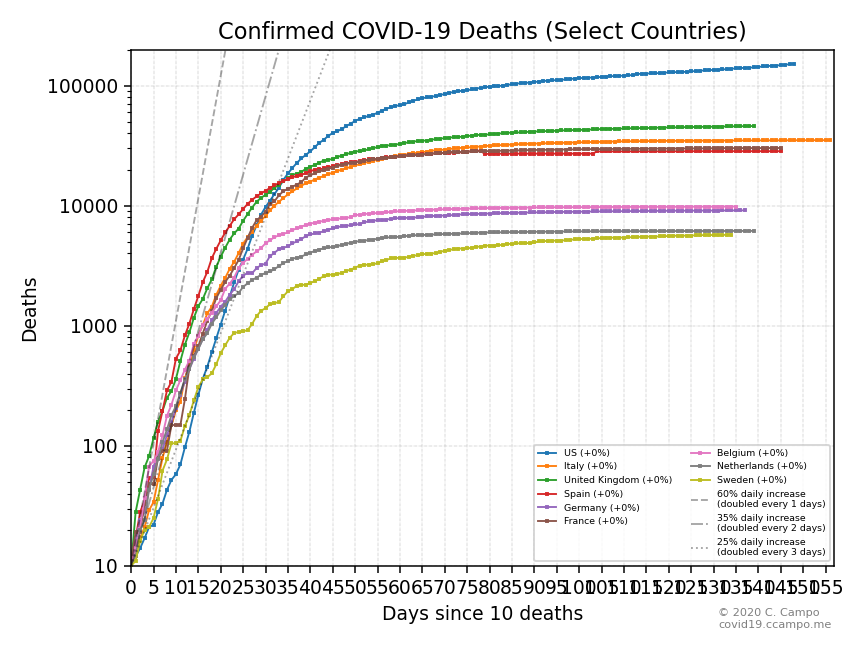 Confirmed COVID-19 Deaths (Select Countries)
Deaths
100000
10000
1000
100
10
US (+0%)
Italy (+0%)
United Kingdom (+0%)
Spain (+0%)
Germany (+0%)
France (+0%)
Belgium (+0%)
Netherlands (+0%)
Sweden (+0%)
60% daily increase
(doubled every 1 days)
35% daily increase
(doubled every 2 days)
25% daily increase
(doubled every 3 days)
0 5 10 15 20 25 30 35 40 45 50 55 60 65 70 75 80 85 90 95 100 105 110 115 120 125 130 135 140 145 150 155
Days since 10 deaths
© 2020 C. Campo
covid19.ccampo.me